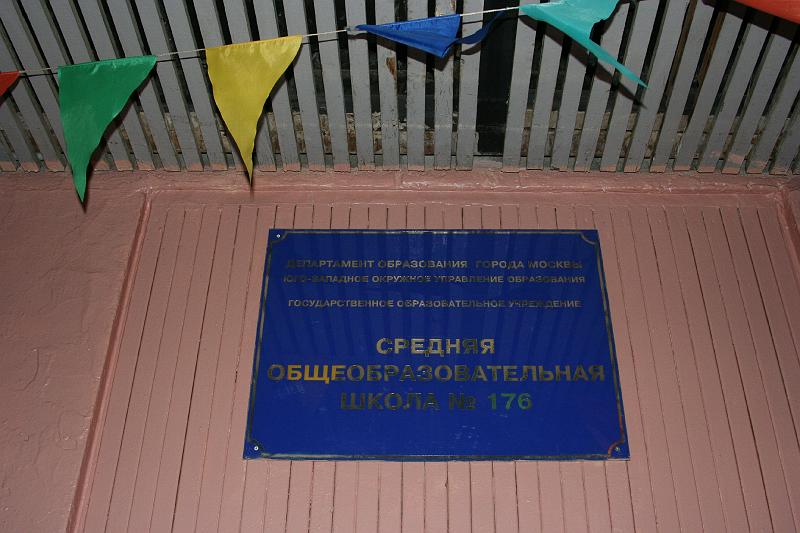 ДЕПАРТАМЕНТ ОБРАЗОВАНИЯ ГОРОДА МОСКВЫ
ЮГО-ЗАПАДНОЕ ОКРУЖНОЕ УПРАВЛЕНИЕ ОБРАЗОВАНИЯ
ГОСУДАРСТВЕННОЕ ОБРАЗОВАТЕЛЬНОЕ УЧРЕЖДЕНИЕ
СРЕДНЯЯ
ОБЩЕОБРАЗОВАТЕЛЬНАЯ
ШКОЛА № 176